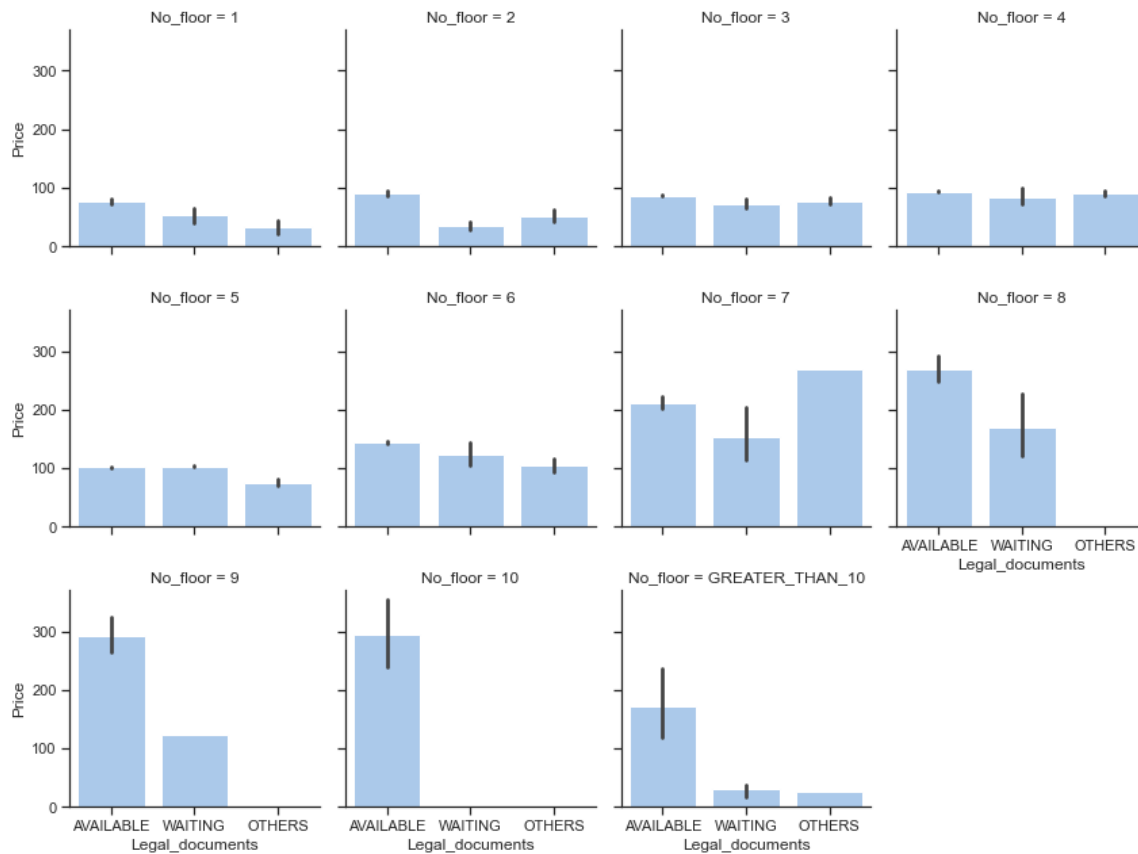 No_floor = 1
No_floor = 2
No_floor = 3
No_floor = 4
300
200
100
0
Price
No_floor = 5
No_floor = 6
No_floor = 7
No_floor = 8
300
200
100
0
Price
AVAILABLE WAITING OTHERS
Legal_documents
No_floor = 9
No_floor = 10
No_floor = GREATER_THAN_10
300
200
100
0
Price
AVAILABLE WAITING OTHERS
Legal_documents
AVAILABLE WAITING OTHERS
Legal_documents
AVAILABLE WAITING OTHERS
Legal_documents